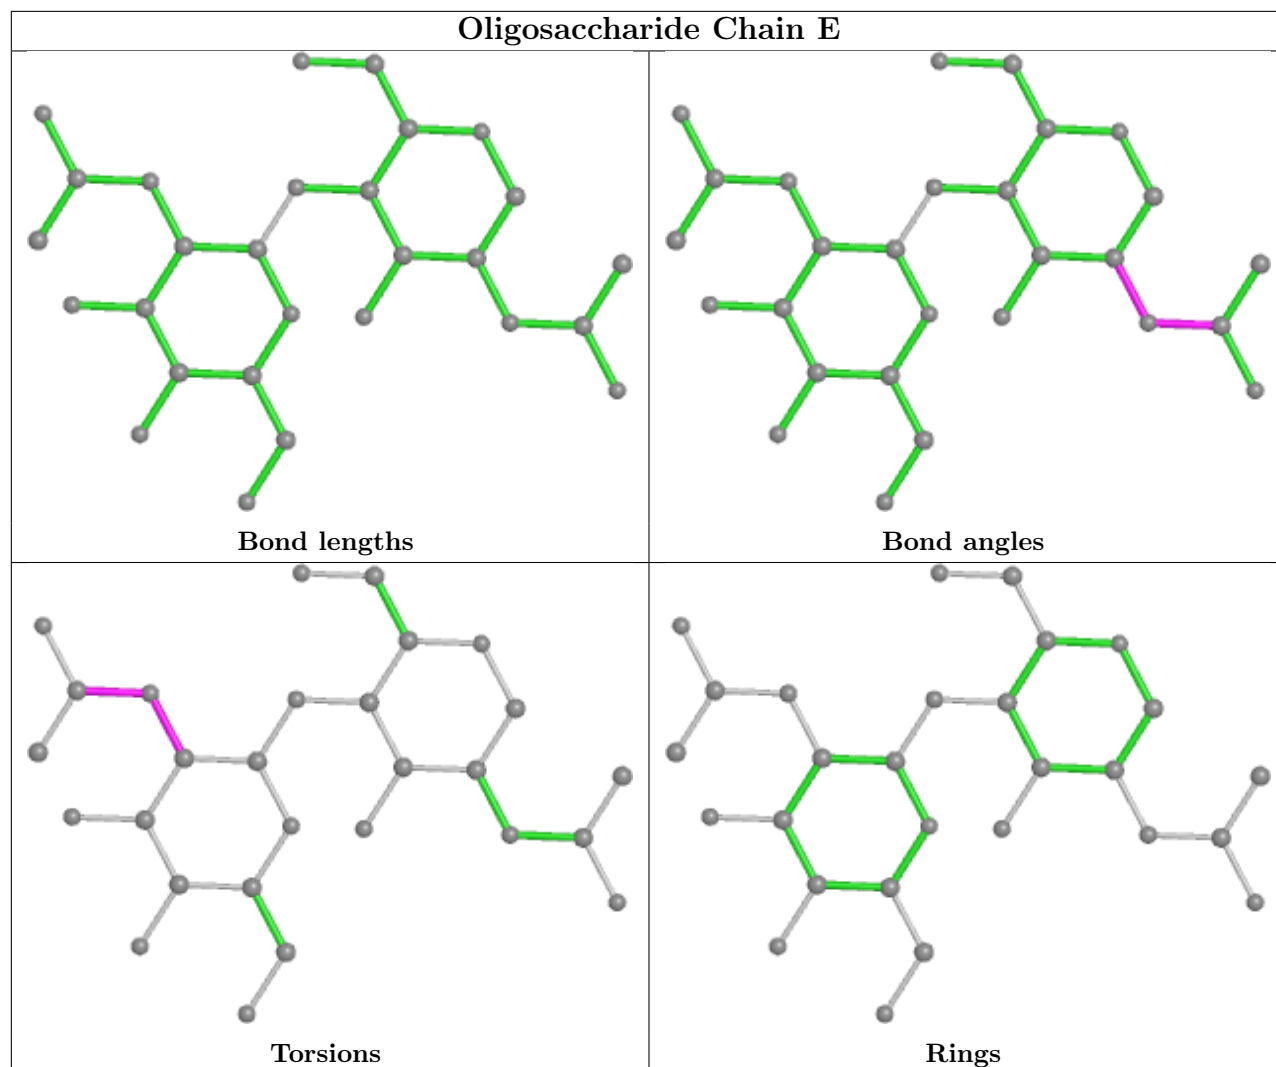 Oligosaccharide Chain E
Bond lengths
Bond angles
Torsions
Rings